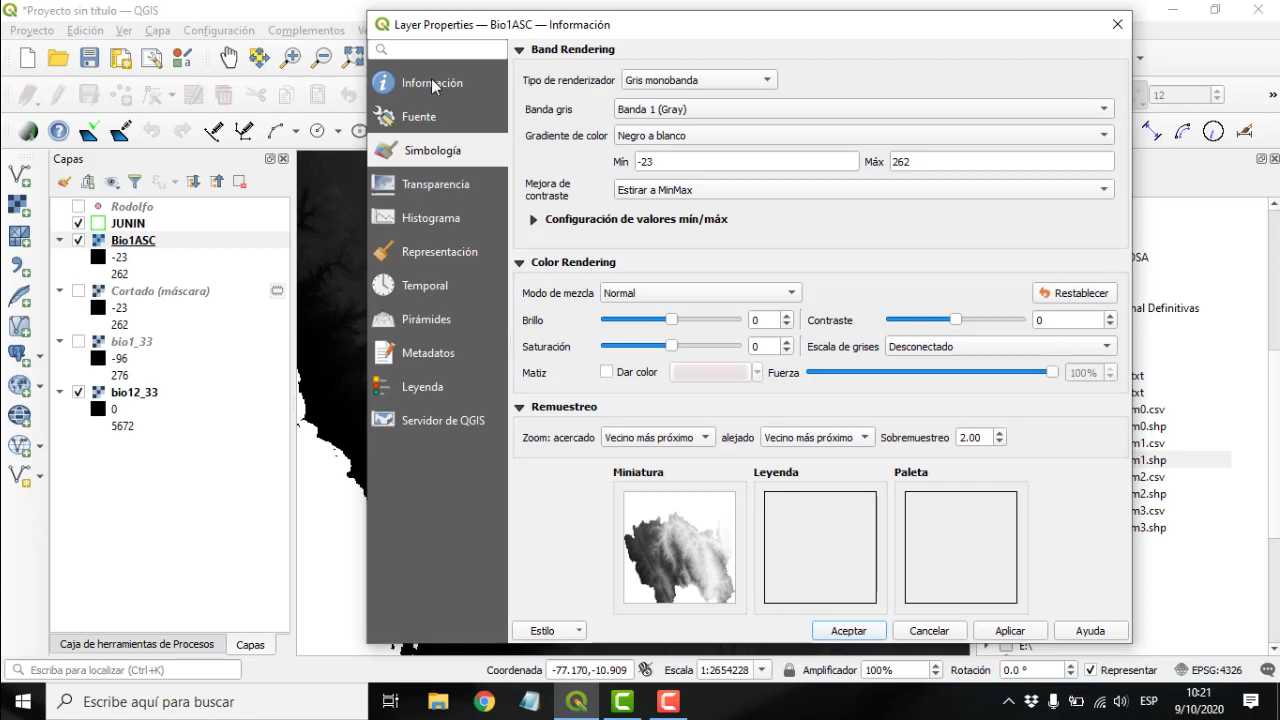 *Proyecto sin título — QGIS
Proyecto Edición Ver Capa Configuración Complementos
12
»
Capas
Rodolfo
JUNIN
Bio1ASC
-23
262
Cortado (máscara)
-23
262
bio1_33
-96
276
bio12_33
0
5672
Caja de herramientas de Procesos
Capas
Layer Properties — Bio1ASC — Información
Información
Fuente
Simbología
Transparencia
Histograma
Representación
Temporal
Pirámides
Metadatos
Leyenda
Servidor de QGIS
Band Rendering
Tipo de renderizador Gris monobanda
Banda gris Banda 1 (Gray)
Gradiente de color Negro a blanco
Mín -23 Máx 262
Mejora de
contraste
Estirar a MinMax
Configuración de valores mín/máx
Color Rendering
Modo de mezcla Normal Restablecer
Brillo 0 Contraste 0
Saturación 0 Escala de grises Desconectado
Matiz Dar color Fuerza 100%
Remuestreo
Zoom: acercado Vecino más próximo alejado Vecino más próximo Sobremuestreo 2.00
Miniatura Leyenda Paleta
Estilo Aceptar Cancelar Aplicar Ayuda
OSA
nal Definitivas
txt
m0.csv
m0.shp
m1.csv
m1.shp
m2.csv
m2.shp
m3.csv
m3.shp
E:\
Escriba para localizar (Ctrl+K) Coordenada -77.170,-10.909 Escala 1:2654228 Amplificador 100% Rotación 0.0 ° Representar EPSG:4326
Escribe aquí para buscar
ESP
10:21
9/10/2020